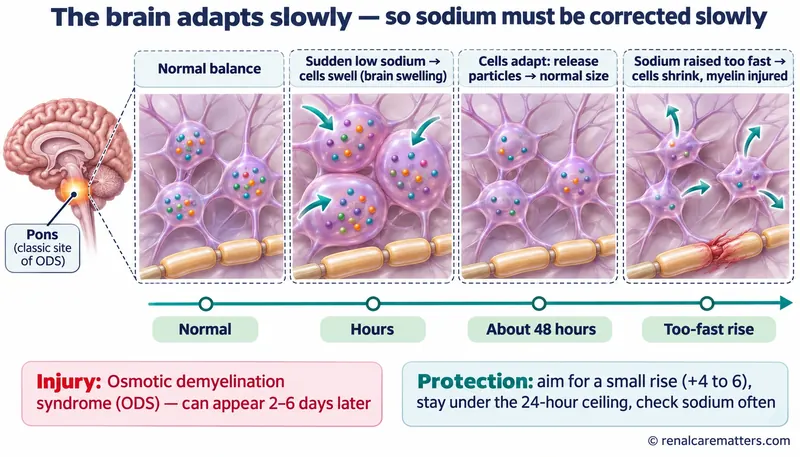 The brain adapts slowly — so sodium must be corrected slowly
Normal balance
Sudden low sodium →
cells swell (brain swelling)
Cells adapt: release
particles → normal size
Sodium raised too fast →
cells shrink, myelin injured
Pons
(classic site
of ODS)
Normal
Hours
About 48 hours
Too-fast rise
Injury: Osmotic demyelination
syndrome (ODS) — can appear 2–6 days later
Protection: aim for a small rise (+4 to 6),
stay under the 24-hour ceiling, check sodium often
© renalcarematters.com